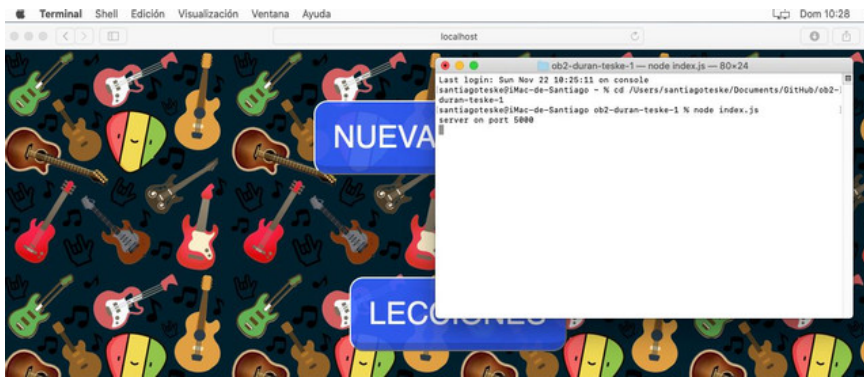 Terminal Shell Edición Visualización Ventana Ayuda Dom 10:28
localhost
ob2-duran-teske-1 — node index.js — 80×24
Last login: Sun Nov 22 10:25:11 on console
[santiagoteske@iMac-de-Santiago ~ % cd /Users/santiagoteske/Documents/GitHub/ob2-]
duran-teske-1
[santiagoteske@iMac-de-Santiago ob2-duran-teske-1 % node index.js ]
server on port 5000
NUEVA
LECCIONES